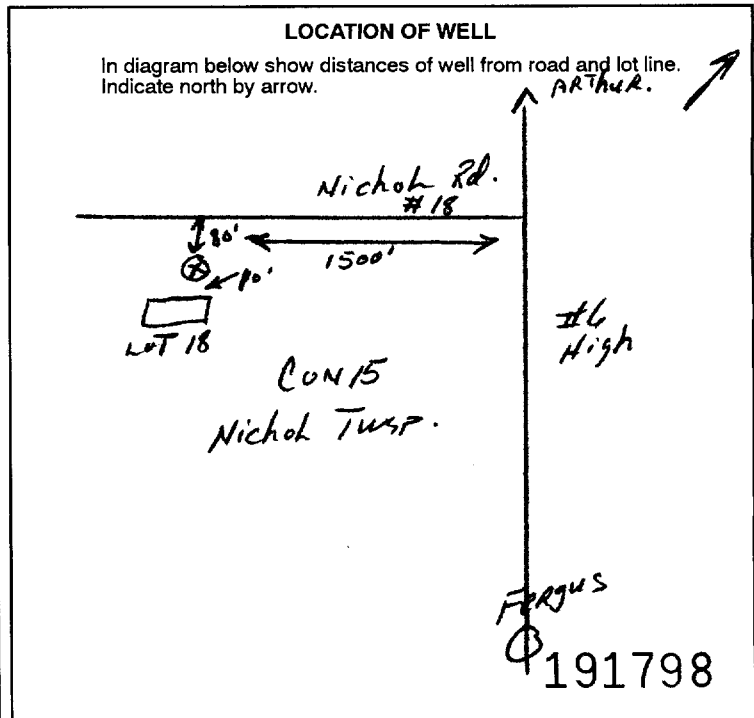 LOCATION OF WELL
In diagram below show distances of well from road and lot line.
Indicate north by arrow.
ARThuR.
Nichol Rd.
#18
80'
1500'
LoT 18
#6
High
CoN 15
Nichol Twsp.
FeRguS
191798